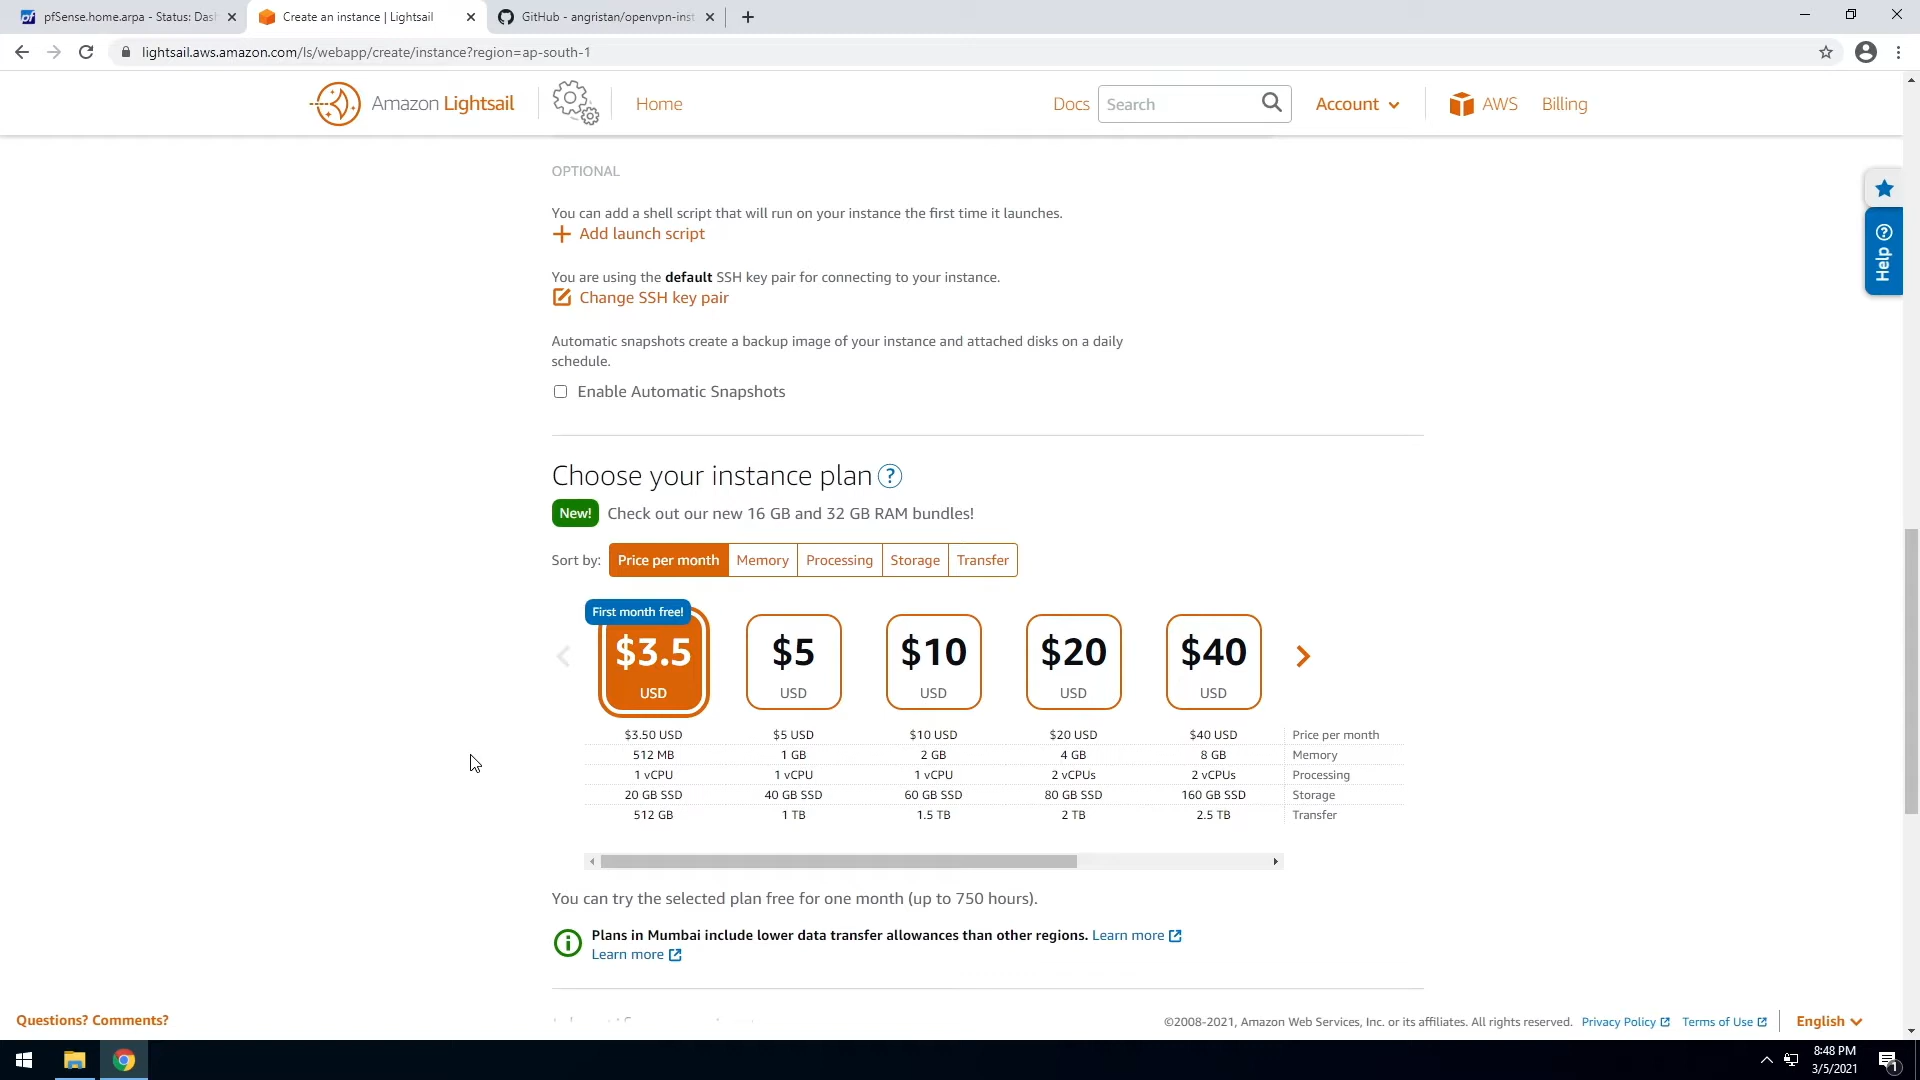 pfSense.home.arpa - Status: Das
Create an instance | Lightsail
GitHub - angristan/openvpn-inst
lightsail.aws.amazon.com/ls/webapp/create/instance?region=ap-south-1
Amazon Lightsail
Home
Docs
Search
Account
AWS
Billing
OPTIONAL
You can add a shell script that will run on your instance the first time it launches.
Add launch script
You are using the default SSH key pair for connecting to your instance.
Change SSH key pair
Automatic snapshots create a backup image of your instance and attached disks on a daily
schedule.
Enable Automatic Snapshots
Help
Choose your instance plan
New! Check out our new 16 GB and 32 GB RAM bundles!
Sort by: Price per month Memory Processing Storage Transfer
First month free!
$3.5 $5 $10 $20 $40
USD USD USD USD USD
$3.50 USD $5 USD $10 USD $20 USD $40 USD Price per month
512 MB 1 GB 2 GB 4 GB 8 GB Memory
1 vCPU 1 vCPU 1 vCPU 2 vCPUs 2 vCPUs Processing
20 GB SSD 40 GB SSD 60 GB SSD 80 GB SSD 160 GB SSD Storage
512 GB 1 TB 1.5 TB 2 TB 2.5 TB Transfer
You can try the selected plan free for one month (up to 750 hours).
Plans in Mumbai include lower data transfer allowances than other regions. Learn more
Learn more
Questions? Comments?
©2008-2021, Amazon Web Services, Inc. or its affiliates. All rights reserved. Privacy Policy Terms of Use English
8:48 PM
3/5/2021
1